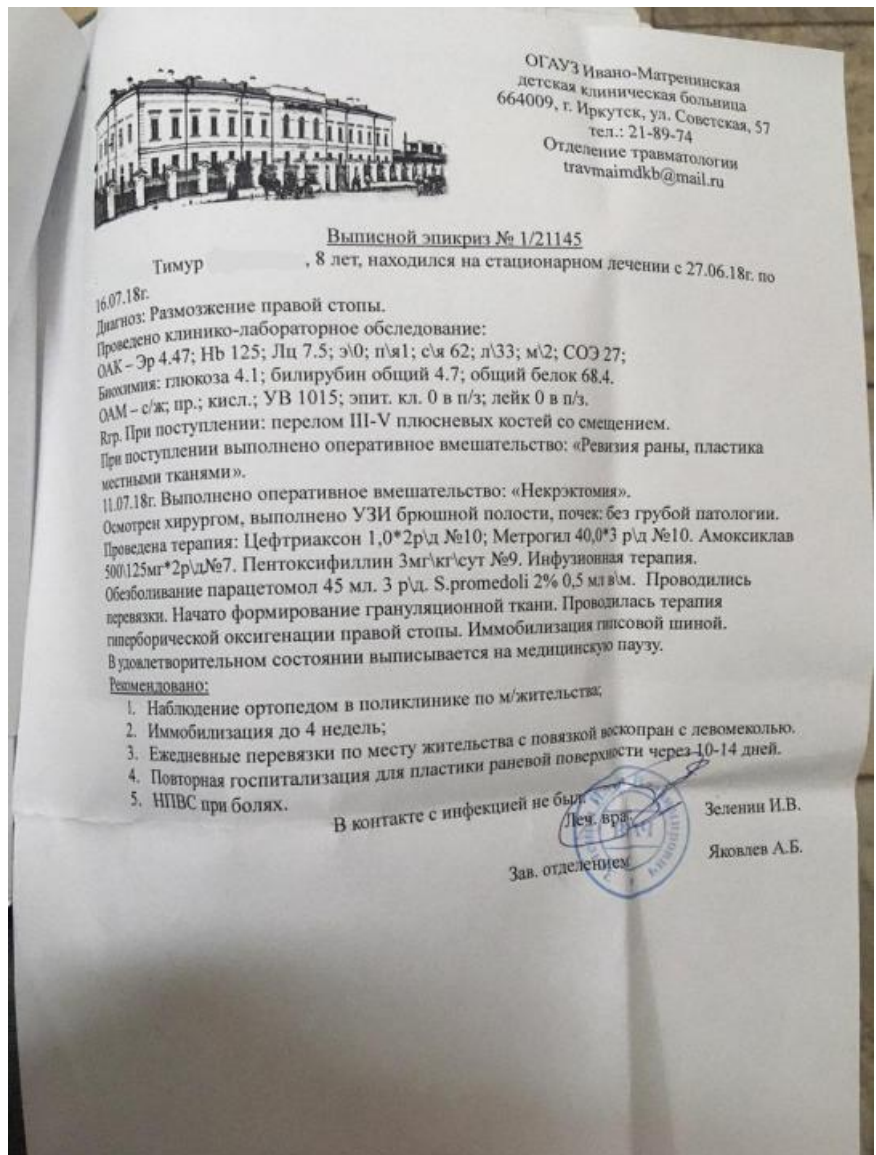 ОГАУЗ Ивано-Матренинская
детская клиническая больница
664009, г. Иркутск, ул. Советская, 57
тел.: 21-89-74
Отделение травматологии
travmaimdkb@mail.ru
Выписной эпикриз № 1/21145
Тимур , 8 лет, находился на стационарном лечении с 27.06.18г. по
16.07.18г.
Диагноз: Размозжение правой стопы.
Проведено клинико-лабораторное обследование:
ОАК – Эр 4.47; Hb 125; Лц 7.5; э\0; п\я1; с\я 62; л\33; м\2; СОЭ 27;
Биохимия: глюкоза 4.1; билирубин общий 4.7; общий белок 68.4.
ОАМ – с/ж; пр.; кисл.; УВ 1015; эпит. кл. 0 в п/з; лейк 0 в п/з.
Rгр. При поступлении: перелом III-V плюсневых костей со смещением.
При поступлении выполнено оперативное вмешательство: «Ревизия раны, пластика
местными тканями».
11.07.18г. Выполнено оперативное вмешательство: «Некрэктомия».
Осмотрен хирургом, выполнено УЗИ брюшной полости, почек: без грубой патологии.
Проведена терапия: Цефтриаксон 1,0*2р\д №10; Метрогил 40,0*3 р\д №10. Амоксиклав
500\125мг*2р\д№7. Пентоксифиллин 3мг\кг\сут №9. Инфузионная терапия.
Обезболивание парацетомол 45 мл. 3 р\д. S.promedoli 2% 0,5 мл в\м. Проводились
перевязки. Начато формирование грануляционной ткани. Проводилась терапия
гиперборической оксигенации правой стопы. Иммобилизация гипсовой шиной.
В удовлетворительном состоянии выписывается на медицинскую паузу.
Рекомендовано:
1. Наблюдение ортопедом в поликлинике по м/жительства;
2. Иммобилизация до 4 недель;
3. Ежедневные перевязки по месту жительства с повязкой воскопран с левомеколью.
4. Повторная госпитализация для пластики раневой поверхности через 10-14 дней.
5. НПВС при болях.
В контакте с инфекцией не был.
Леч. врач Зеленин И.В.
Зав. отделением Яковлев А.Б.